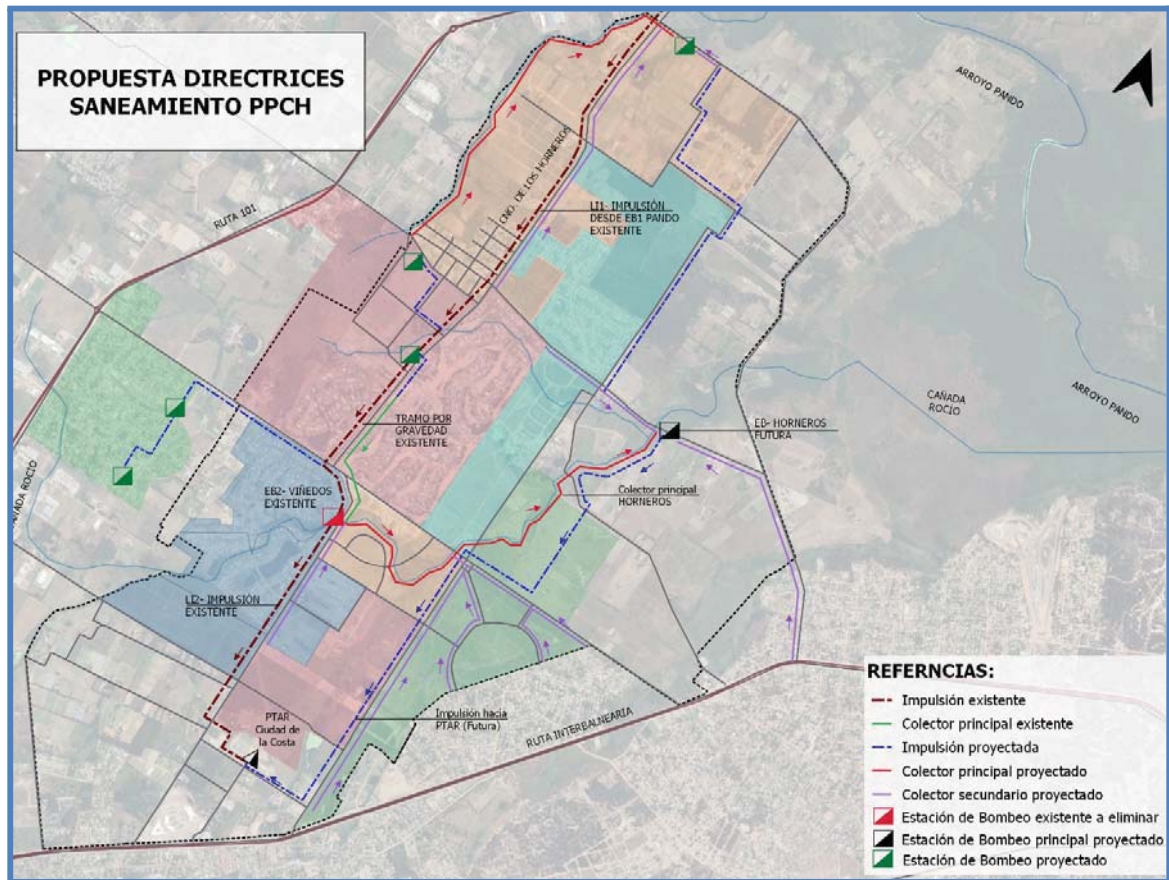 PROPUESTA DIRECTRICES
SANEAMIENTO PPCH
ARROYO PANDO
CNO. DE LOS HORNEROS
RUTA 101
LI1- IMPULSIÓN
DESDE EB1 PANDO
EXISTENTE
CAÑADA
ROCIO
ARROYO PANDO
TRAMO POR
GRAVEDAD
EXISTENTE
EB- HORNEROS
FUTURA
EB2- VIÑEDOS
EXISTENTE
Colector principal
HORNEROS
ROCIO
LI2- IMPULSIÓN
EXISTENTE
PTAR
Ciudad de
la Costa
Impulsión hacia
PTAR (Futura)
RUTA INTERBALNEARIA
REFERNCIAS:
Impulsión existente
Colector principal existente
Impulsión proyectada
Colector principal proyectado
Colector secundario proyectado
Estación de Bombeo existente a eliminar
Estación de Bombeo principal proyectado
Estación de Bombeo proyectado